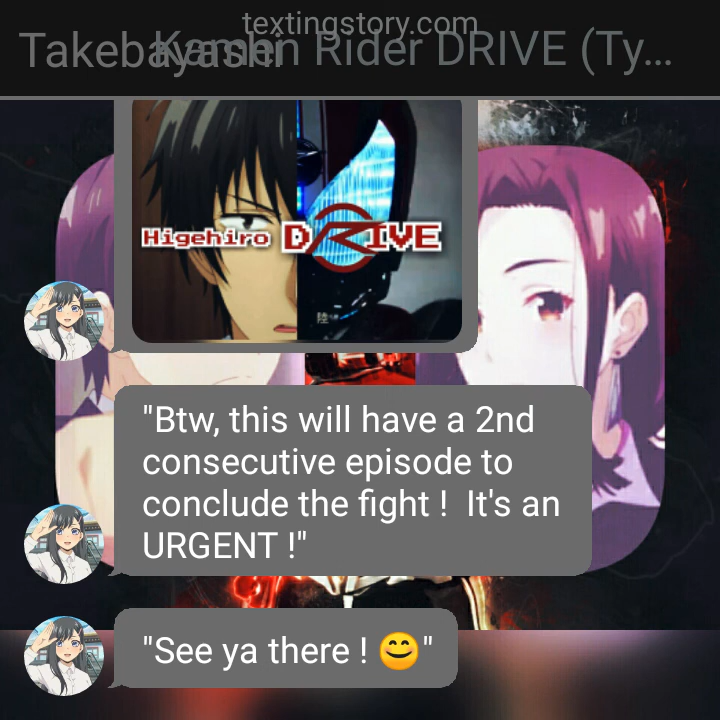 textingstory.com
Takebayashi
Kamen Rider DRIVE (Ty...
Higehiro DRIVE
"Btw, this will have a 2nd
consecutive episode to
conclude the fight !  It's an
URGENT !"
"See ya there ! 😊"